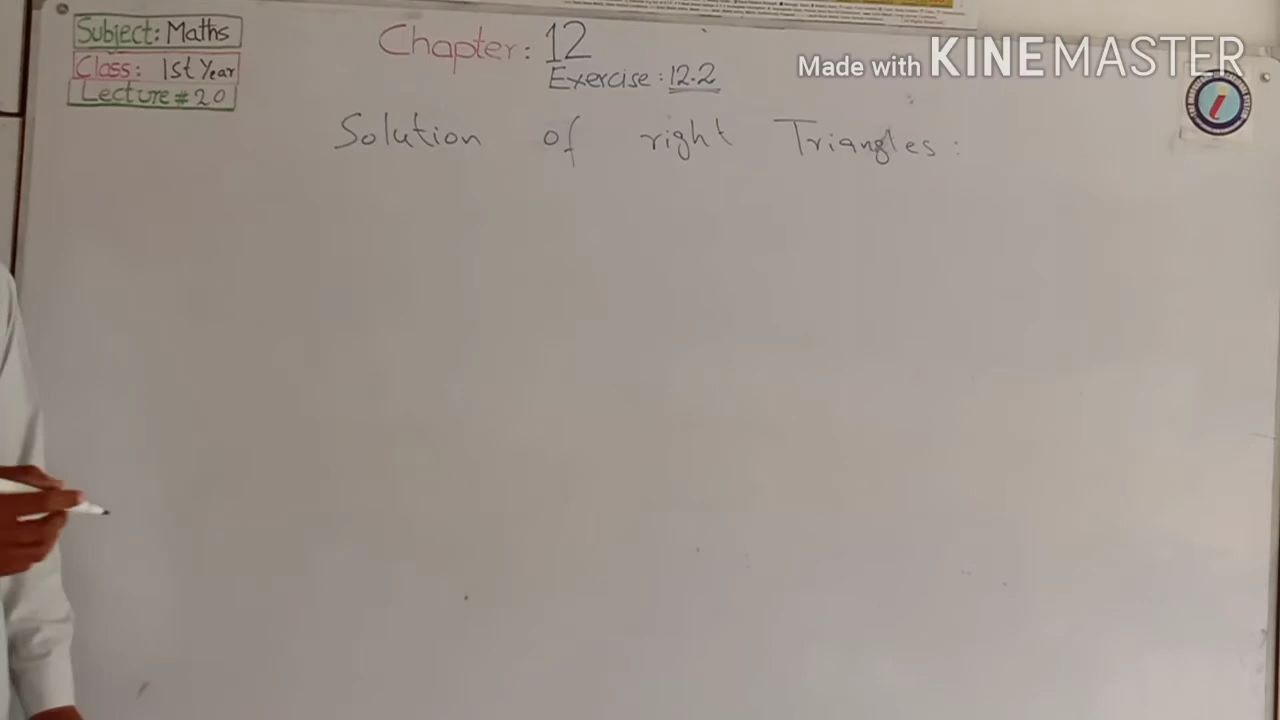 Subject: Maths
Class: 1st Year
Lecture # 20
Chapter: 12
Exercise: 12.2
Made with KINEMASTER
Solution of right Triangles: